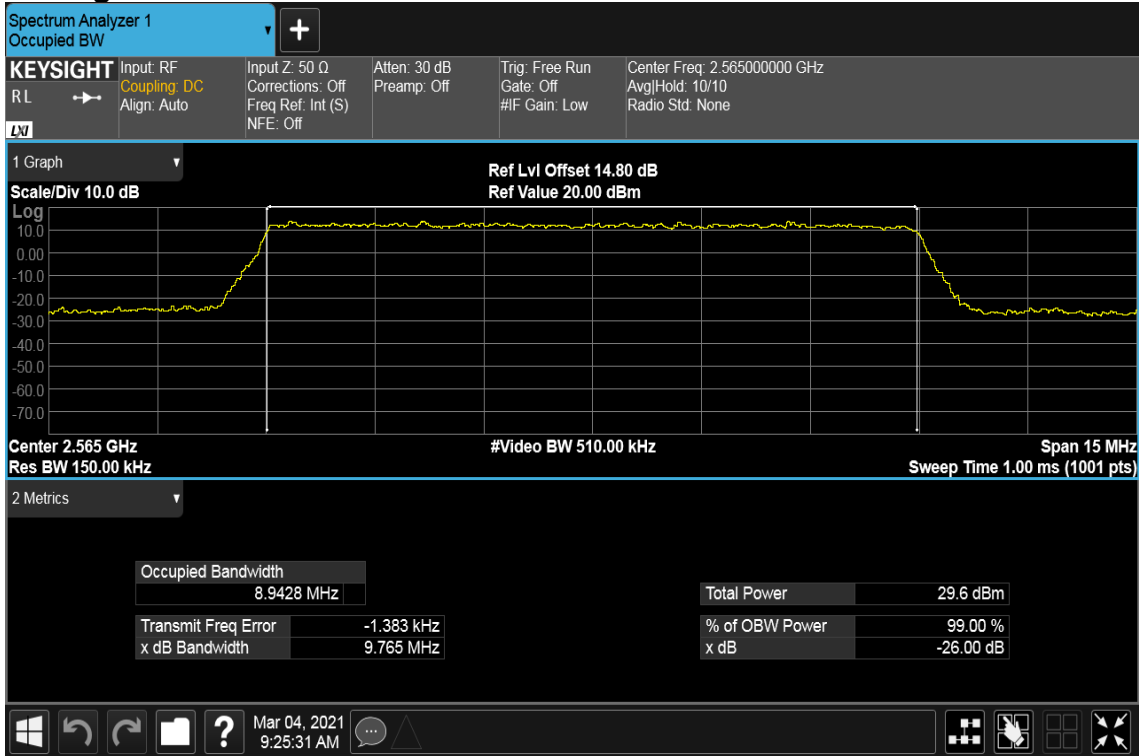 Spectrum Analyzer 1
Occupied BW
+
KEYSIGHT
R L
LXI
Input: RF
Coupling: DC
Align: Auto
Input Z: 50 Ω
Corrections: Off
Freq Ref: Int (S)
NFE: Off
Atten: 30 dB
Preamp: Off
Trig: Free Run
Gate: Off
#IF Gain: Low
Center Freq: 2.565000000 GHz
Avg|Hold: 10/10
Radio Std: None
1 Graph
Scale/Div 10.0 dB
Ref Lvl Offset 14.80 dB
Ref Value 20.00 dBm
Log
10.0
0.00
-10.0
-20.0
-30.0
-40.0
-50.0
-60.0
-70.0
Center 2.565 GHz
#Video BW 510.00 kHz
Span 15 MHz
Res BW 150.00 kHz
Sweep Time 1.00 ms (1001 pts)
2 Metrics
Occupied Bandwidth
8.9428 MHz
Total Power 29.6 dBm
Transmit Freq Error -1.383 kHz
% of OBW Power 99.00 %
x dB Bandwidth 9.765 MHz
x dB -26.00 dB
?
Mar 04, 2021
9:25:31 AM